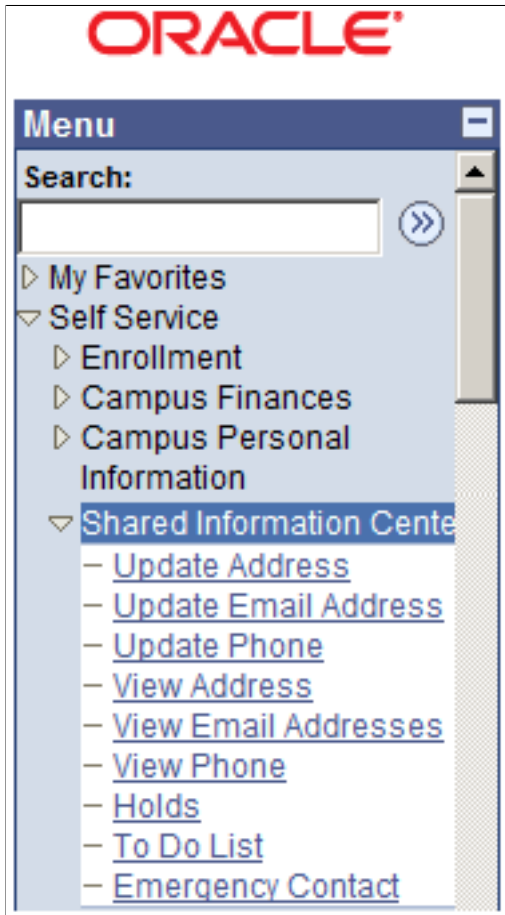 ORACLE
Menu
Search:
My Favorites
Self Service
Enrollment
Campus Finances
Campus Personal
Information
Shared Information Cente
Update Address
Update Email Address
Update Phone
View Address
View Email Addresses
View Phone
Holds
To Do List
Emergency Contact